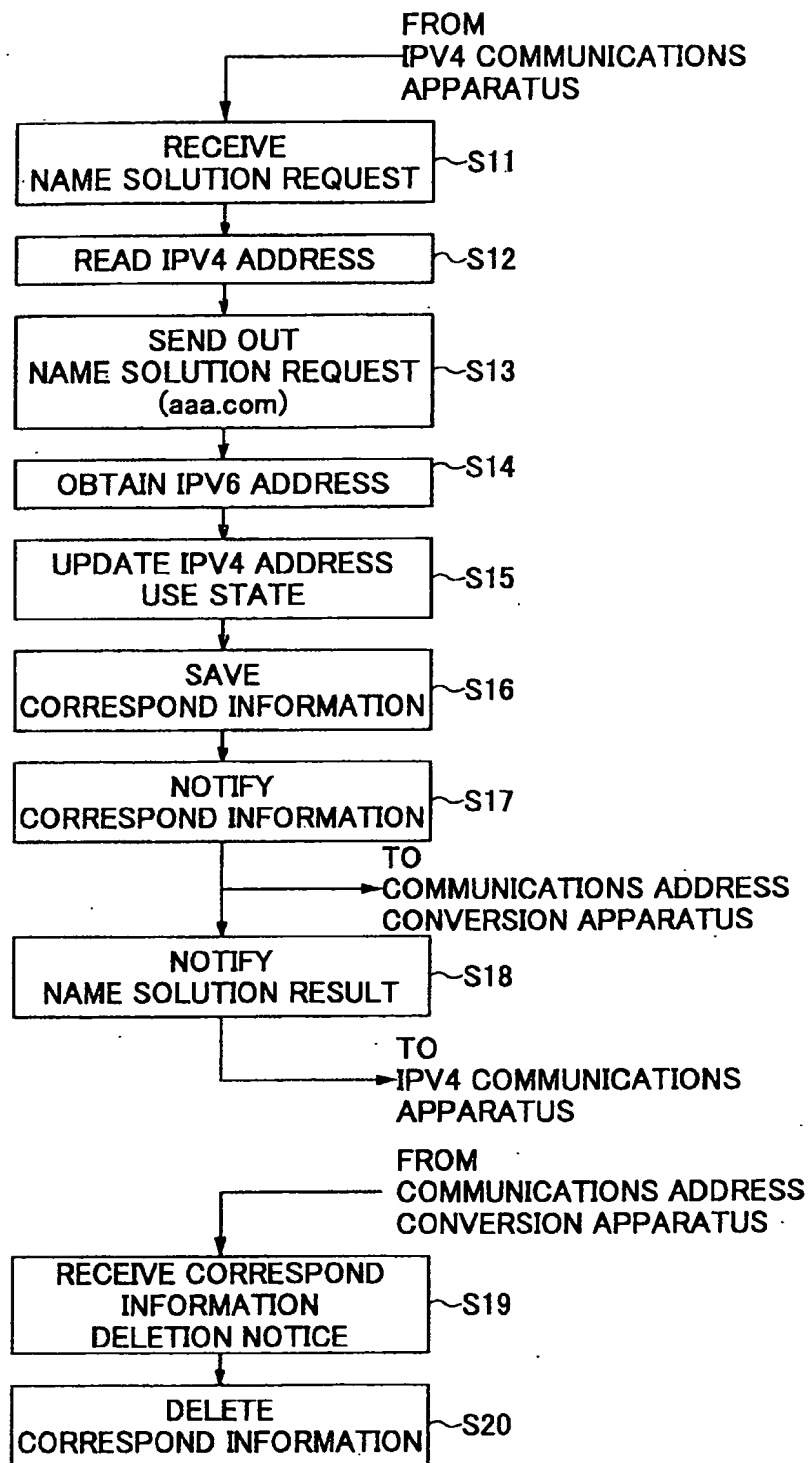 FROM
IPV4 COMMUNICATIONS
APPARATUS
RECEIVE
NAME SOLUTION REQUEST
S11
READ IPV4 ADDRESS
S12
SEND OUT
NAME SOLUTION REQUEST
(aaa.com)
S13
OBTAIN IPV6 ADDRESS
S14
UPDATE IPV4 ADDRESS
USE STATE
S15
SAVE
CORRESPOND INFORMATION
S16
NOTIFY
CORRESPOND INFORMATION
S17
TO
COMMUNICATIONS ADDRESS
CONVERSION APPARATUS
NOTIFY
NAME SOLUTION RESULT
S18
TO
IPV4 COMMUNICATIONS
APPARATUS
FROM
COMMUNICATIONS ADDRESS
CONVERSION APPARATUS
RECEIVE CORRESPOND
INFORMATION
DELETION NOTICE
S19
DELETE
CORRESPOND INFORMATION
S20